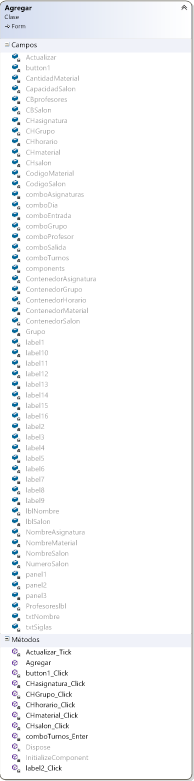 Agregar
Clase
Form
Campos
Actualizar
button1
CantidadMaterial
CapacidadSalon
CBprofesores
CBSalon
CHasignatura
CHGrupo
CHhorario
CHmaterial
CHsalon
CodigoMaterial
CodigoSalon
comboAsignaturas
comboDia
comboEntrada
comboGrupo
comboProfesor
comboSalida
comboTurnos
components
ContenedorAsignatura
ContenedorGrupo
ContenedorHorario
ContenedorMaterial
ContenedorSalon
Grupo
label1
label10
label11
label12
label13
label14
label15
label16
label2
label3
label4
label5
label6
label7
label8
label9
lblNombre
lblSalon
NombreAsignatura
NombreMaterial
NombreSalon
NumeroSalon
panel1
panel2
panel3
Profesoreslbl
txtNombre
txtSiglas
Métodos
Actualizar_Tick
Agregar
button1_Click
CHasignatura_Click
CHGrupo_Click
CHhorario_Click
CHmaterial_Click
CHsalon_Click
comboTurnos_Enter
Dispose
InitializeComponent
label2_Click